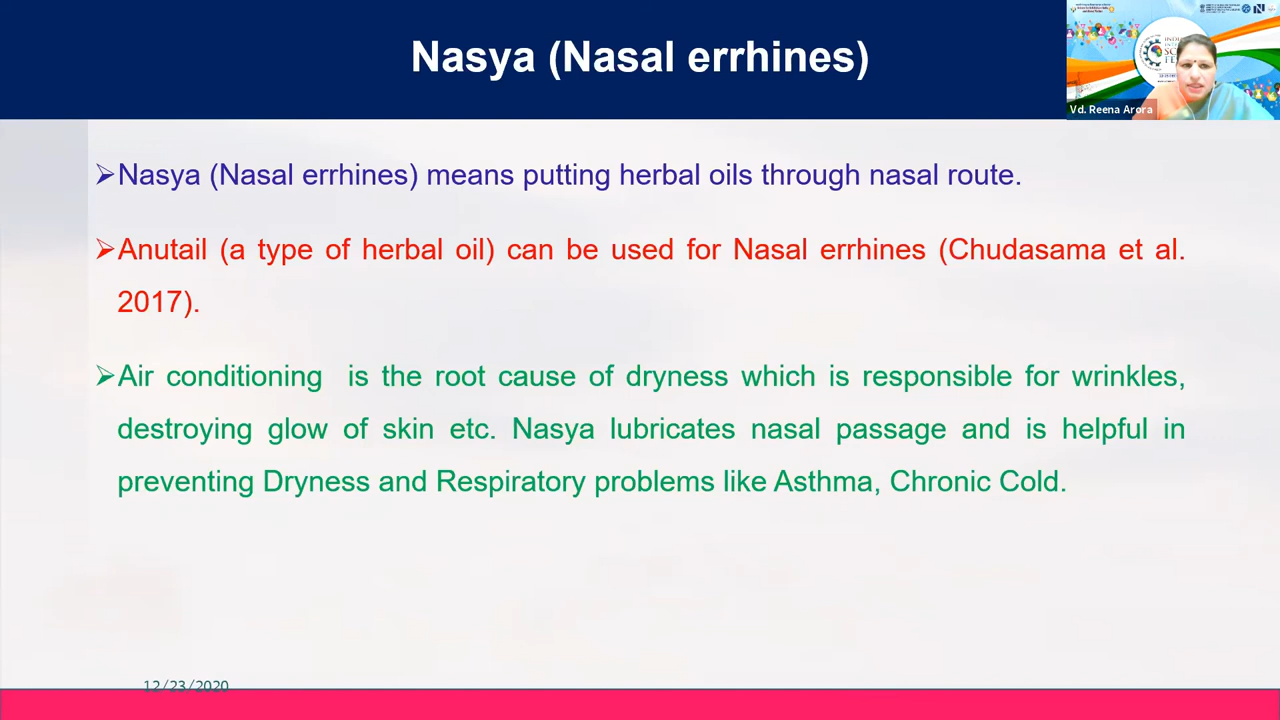 Nasya (Nasal errhines)
Vd. Reena Arora
➢Nasya (Nasal errhines) means putting herbal oils through nasal route.
➢Anutail (a type of herbal oil) can be used for Nasal errhines (Chudasama et al.
2017).
➢Air conditioning is the root cause of dryness which is responsible for wrinkles,
destroying glow of skin etc. Nasya lubricates nasal passage and is helpful in
preventing Dryness and Respiratory problems like Asthma, Chronic Cold.
12/23/2020